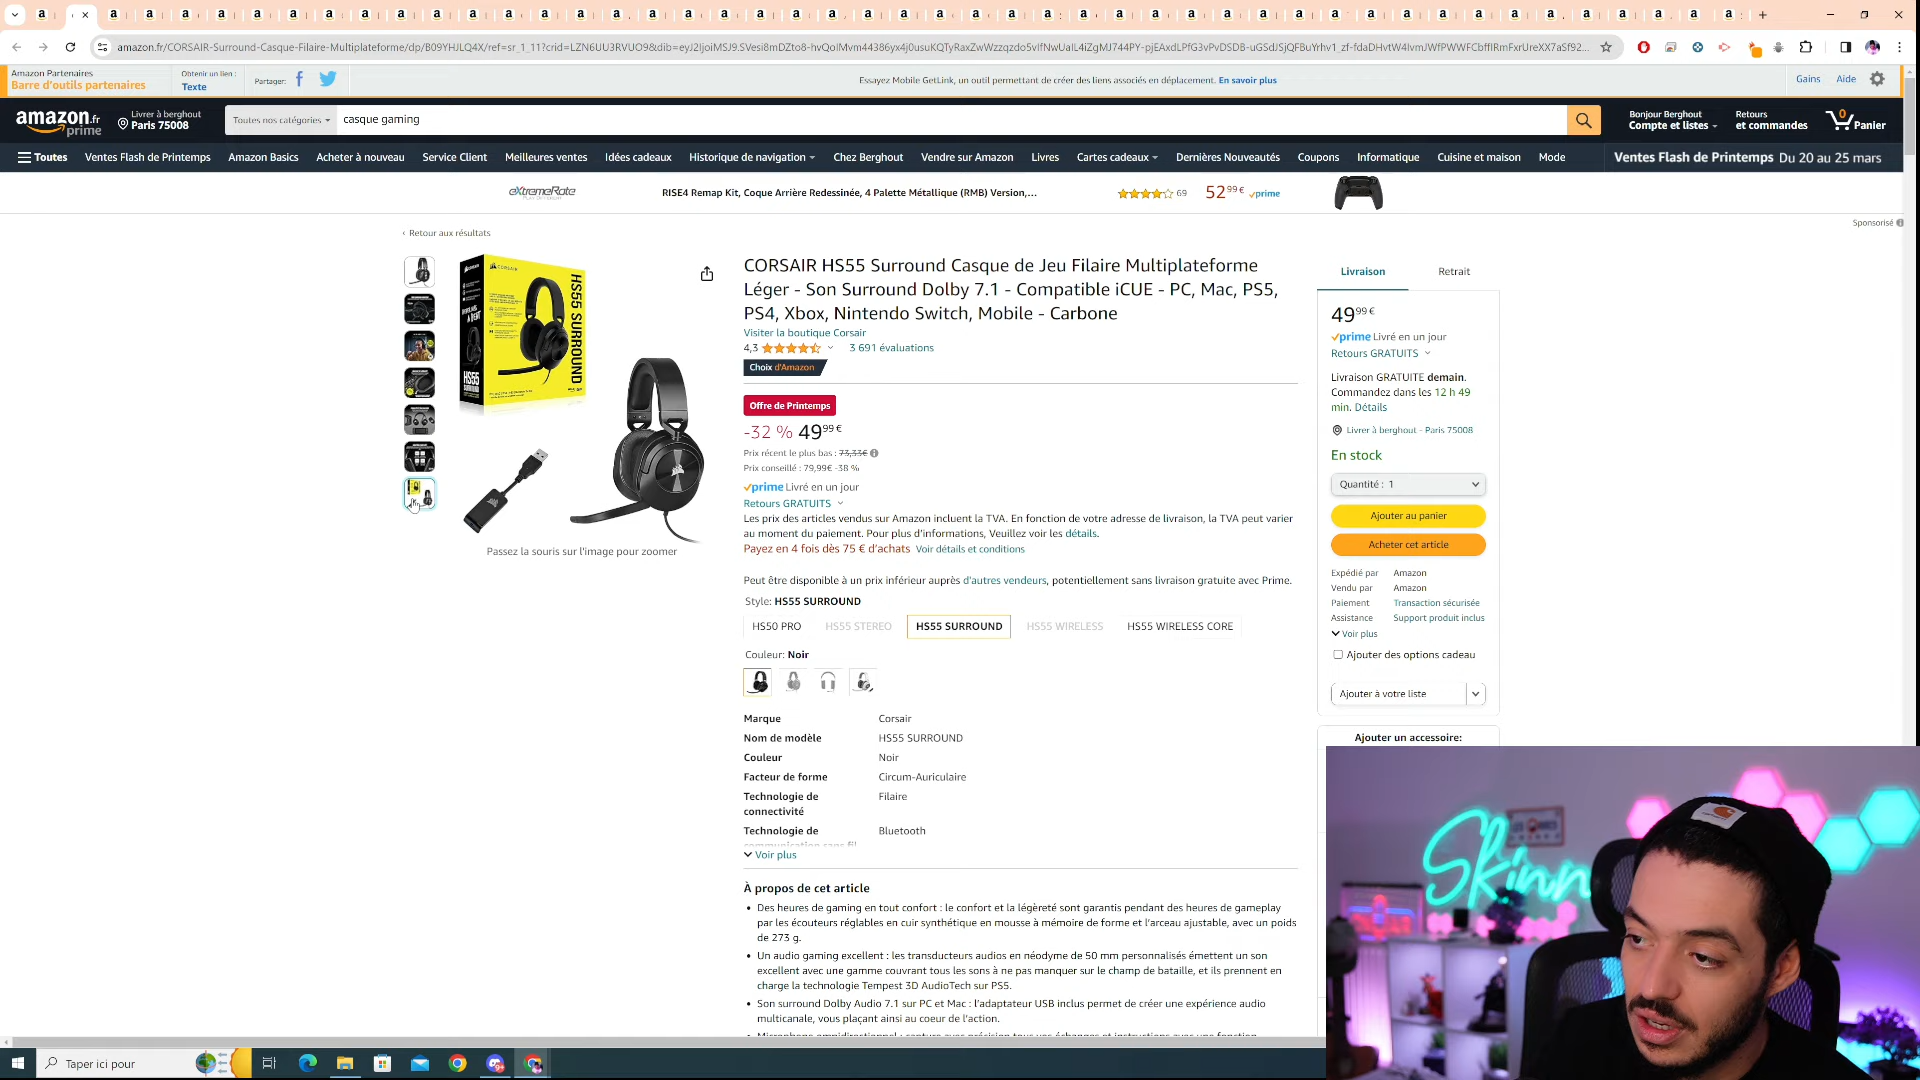 amazon.fr/CORSAIR-Surround-Casque-Filaire-Multiplateforme/dp/B09YHJLQ4X/ref=sr_1_11?crid=LZN6UU3RVUO9&dib=
Amazon Partenaires
Barre d'outils partenaires
Obtenir un lien :
Texte
Partager:
Essayez Mobile GetLink, un outil permettant de créer des liens associés en déplacement. En savoir plus
Gains
Aide
amazon.fr
prime
Livrer à berghout
Paris 75008
Toutes nos catégories
casque gaming
Bonjour Berghout
Compte et listes
Retours
et commandes
0
Panier
Toutes
Ventes Flash de Printemps
Amazon Basics
Acheter à nouveau
Service Client
Meilleures ventes
Idées cadeaux
Historique de navigation
Chez Berghout
Vendre sur Amazon
Livres
Cartes cadeaux
Dernières Nouveautés
Coupons
Informatique
Cuisine et maison
Mode
Ventes Flash de Printemps Du 20 au 25 mars
eXtremeRate
RISE4 Remap Kit, Coque Arrière Redessinée, 4 Palette Métallique (RMB) Version,...
69
52 99 € prime
Sponsorisé
‹ Retour aux résultats
CORSAIR
HS55 SURROUND
HS55
Passez la souris sur l'image pour zoomer
CORSAIR HS55 Surround Casque de Jeu Filaire Multiplateforme
Léger - Son Surround Dolby 7.1 - Compatible iCUE - PC, Mac, PS5,
PS4, Xbox, Nintendo Switch, Mobile - Carbone
Visiter la boutique Corsair
4,3
3 691 évaluations
Choix d'Amazon
Offre de Printemps
-32 % 49 99 €
Prix récent le plus bas : 73,33€
Prix conseillé : 79,99€ -38 %
prime Livré en un jour
Retours GRATUITS
Les prix des articles vendus sur Amazon incluent la TVA. En fonction de votre adresse de livraison, la TVA peut varier
au moment du paiement. Pour plus d'informations, Veuillez voir les détails.
Payez en 4 fois dès 75 € d'achats Voir détails et conditions
Peut être disponible à un prix inférieur auprès d'autres vendeurs, potentiellement sans livraison gratuite avec Prime.
Style: HS55 SURROUND
HS50 PRO
HS55 STEREO
HS55 SURROUND
HS55 WIRELESS
HS55 WIRELESS CORE
Couleur: Noir
Marque Corsair
Nom de modèle HS55 SURROUND
Couleur Noir
Facteur de forme Circum-Auriculaire
Technologie de Filaire
connectivité
Technologie de Bluetooth
communication sans fil
Voir plus
À propos de cet article
• Des heures de gaming en tout confort : le confort et la légèreté sont garantis pendant des heures de gameplay
par les écouteurs réglables en cuir synthétique en mousse à mémoire de forme et l'arceau ajustable, avec un poids
de 273 g.
• Un audio gaming excellent : les transducteurs audios en néodyme de 50 mm personnalisés émettent un son
excellent avec une gamme couvrant tous les sons à ne pas manquer sur le champ de bataille, et ils prennent en
charge la technologie Tempest 3D AudioTech sur PS5.
• Son surround Dolby Audio 7.1 sur PC et Mac : l'adaptateur USB inclus permet de créer une expérience audio
multicanale, vous plaçant ainsi au coeur de l'action.
Livraison
Retrait
49 99 €
prime Livré en un jour
Retours GRATUITS
Livraison GRATUITE demain.
Commandez dans les 12 h 49
min. Détails
Livrer à berghout - Paris 75008
En stock
Quantité : 1
Ajouter au panier
Acheter cet article
Expédié par Amazon
Vendu par Amazon
Paiement Transaction sécurisée
Assistance Support produit inclus
Voir plus
Ajouter des options cadeau
Ajouter à votre liste
Ajouter un accessoire:
Skinn
Taper ici pour